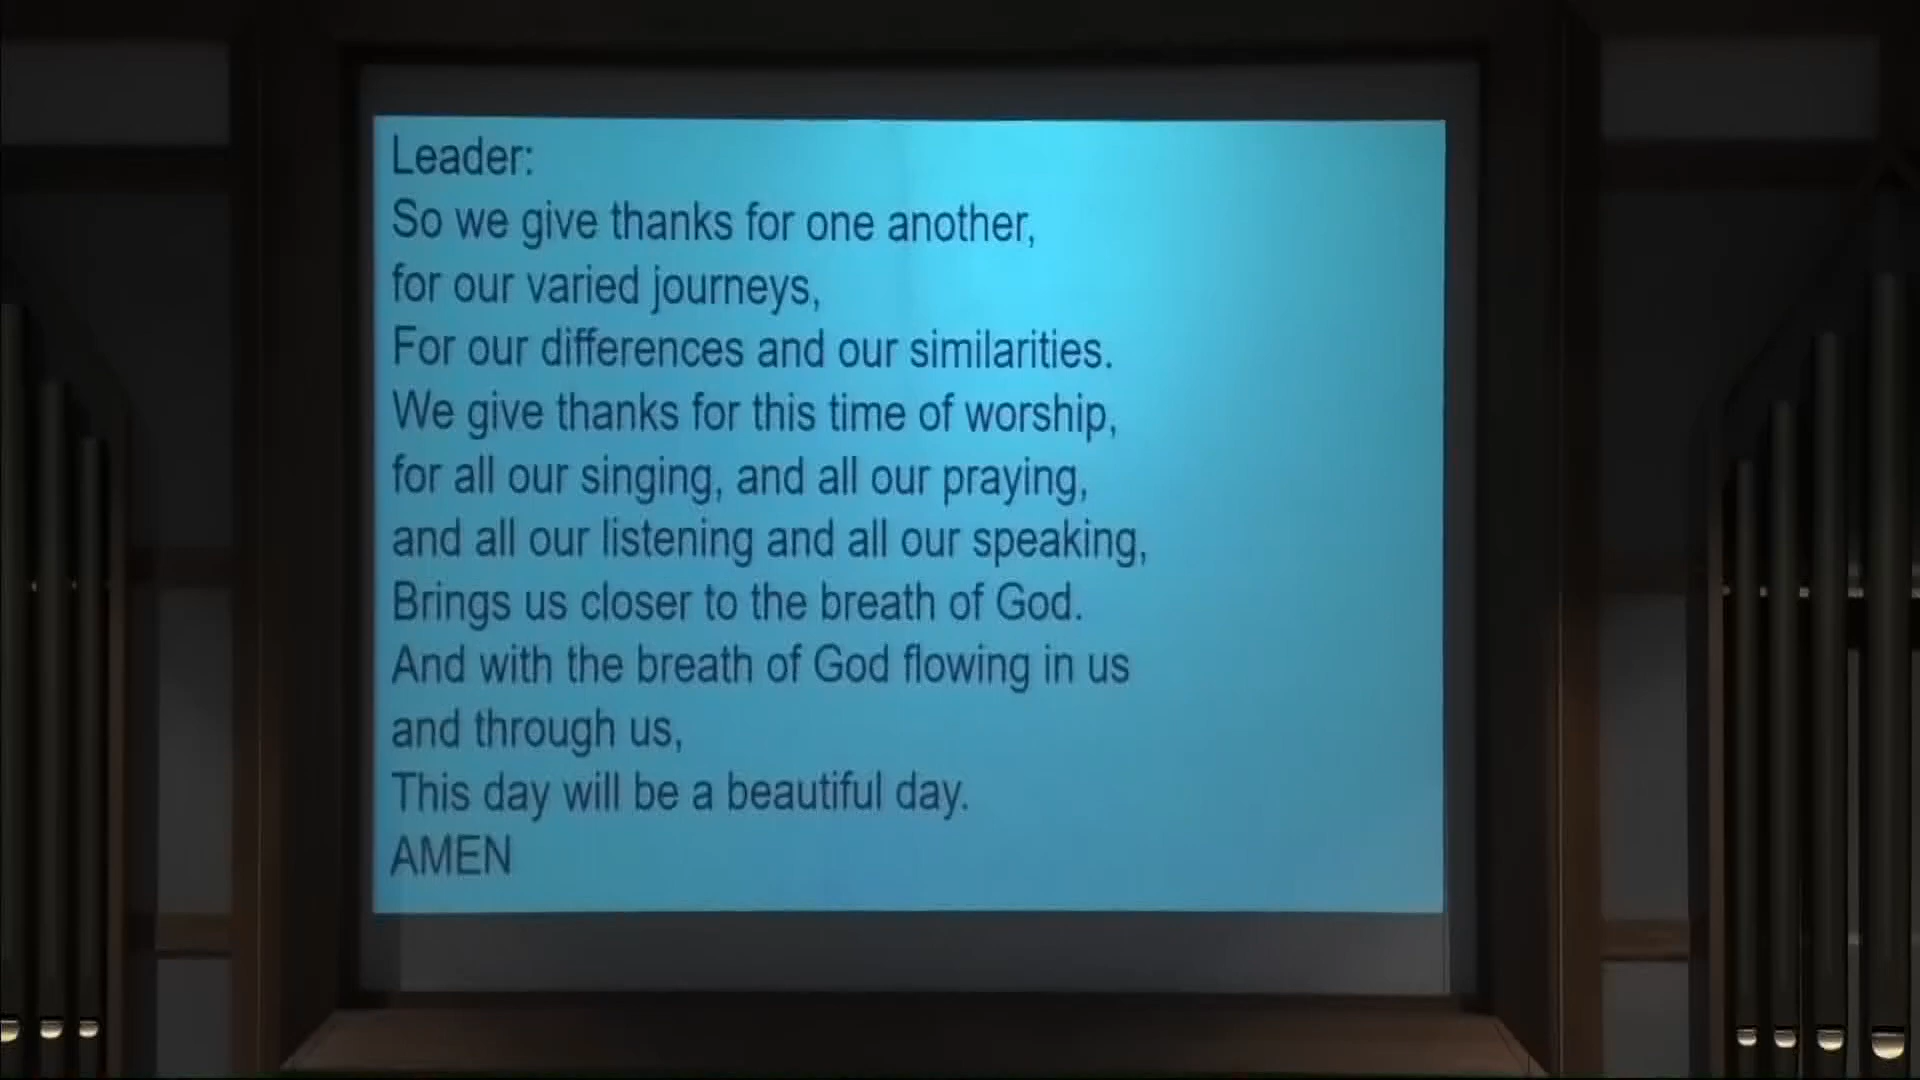 Leader:
So we give thanks for one another,
for our varied journeys,
For our differences and our similarities.
We give thanks for this time of worship,
for all our singing, and all our praying,
and all our listening and all our speaking,
Brings us closer to the breath of God.
And with the breath of God flowing in us
and through us,
This day will be a beautiful day.
AMEN